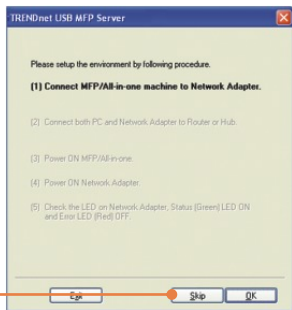 TRENDnet USB MFP Server
Please setup the environment by following procedure.
(1) Connect MFP/All-in-one machine to Network Adapter.
(2) Connect both PC and Network Adapter to Router or Hub.
(3) Power ON MFP/All-in-one.
(4) Power ON Network Adapter.
(5) Check the LED on Network Adapter, Status (Green) LED ON
and Error LED (Red) OFF.
Exit Skip OK